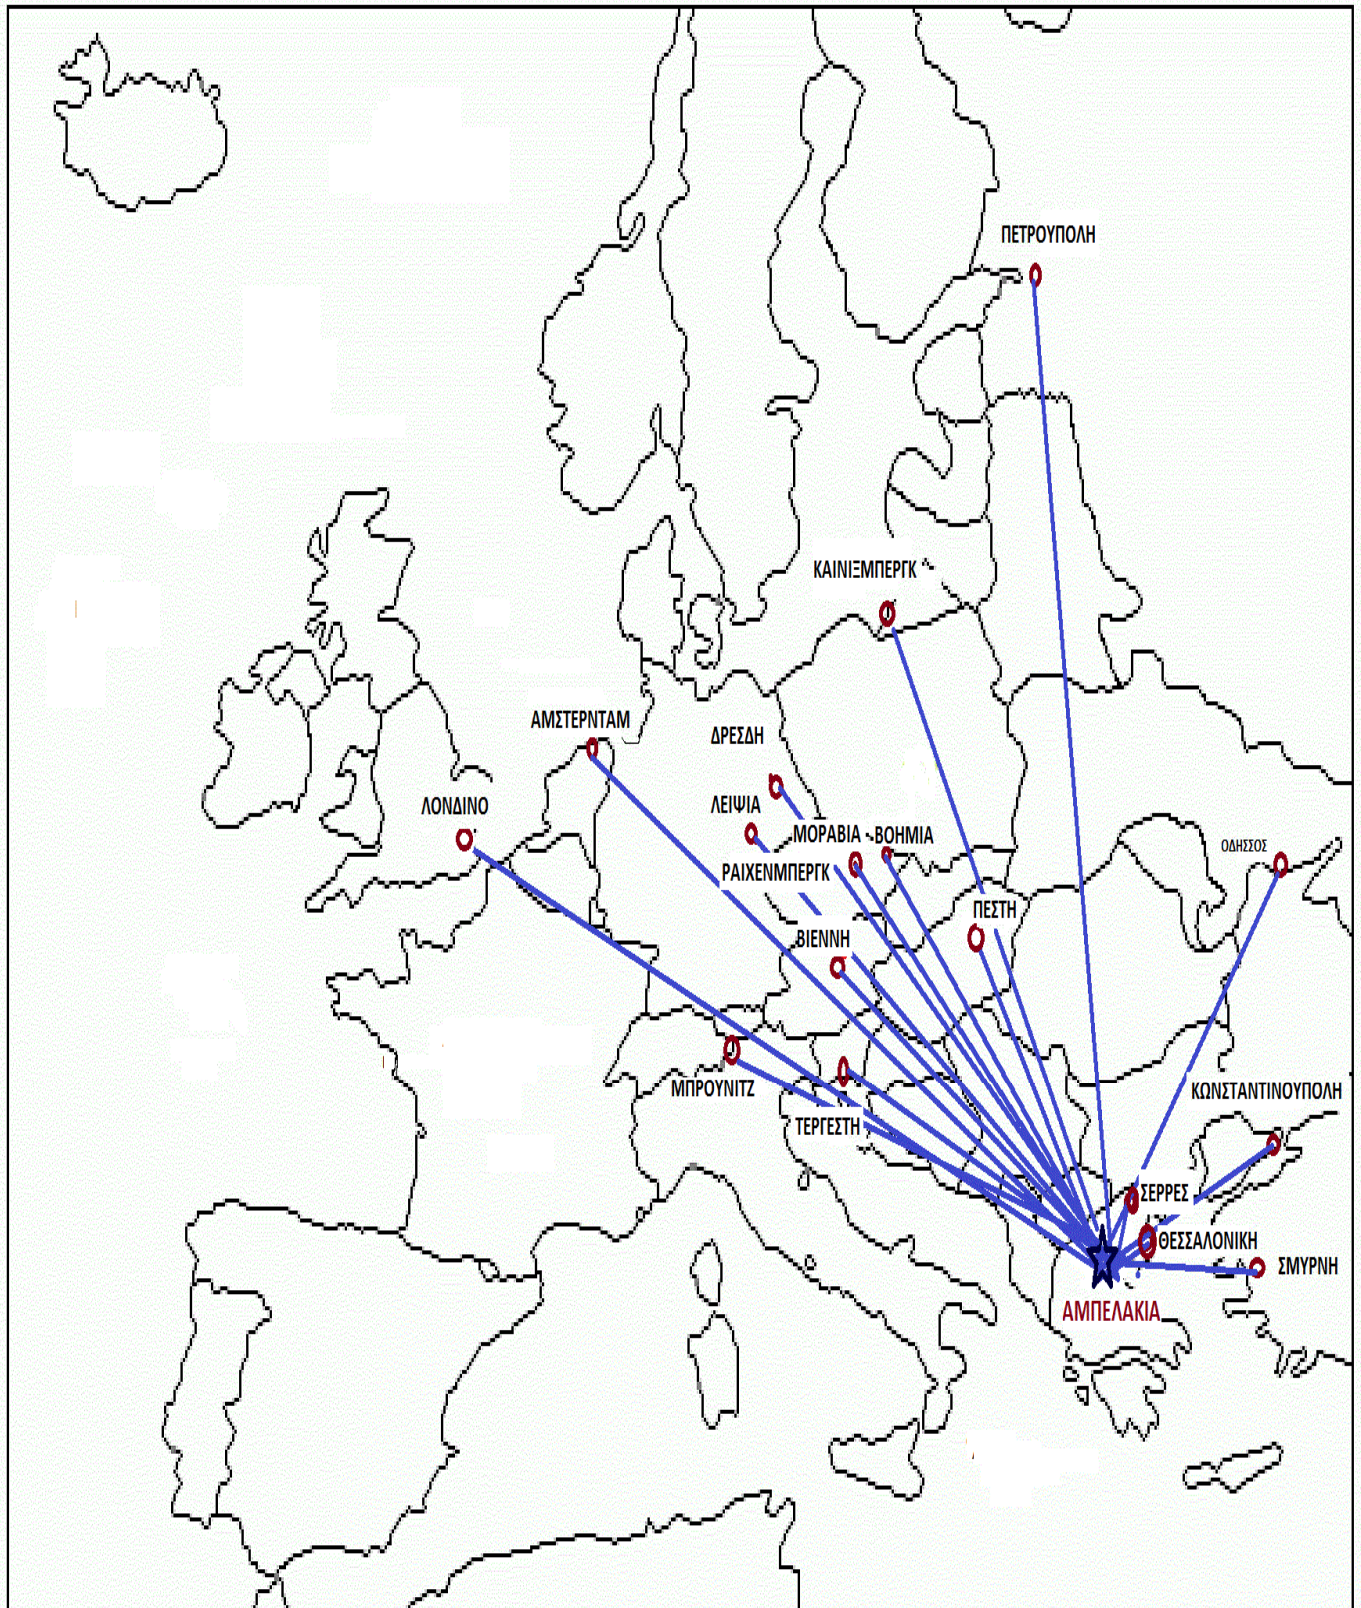 ΠΕΤΡΟΥΠΟΛΗ
ΚΑΙΝΙΞΜΠΕΡΓΚ
ΑΜΣΤΕΡΝΤΑΜ
ΔΡΕΣΔΗ
ΛΟΝΔΙΝΟ
ΛΕΙΨΙΑ
ΜΟΡΑΒΙΑ - ΒΟΗΜΙΑ
ΟΔΗΣΣΟΣ
ΡΑΙΧΕΝΜΠΕΡΓΚ
ΠΕΣΤΗ
ΒΙΕΝΝΗ
ΜΠΡΟΥΝΙΤΖ
ΚΩΝΣΤΑΝΤΙΝΟΥΠΟΛΗ
ΤΕΡΓΕΣΤΗ
ΣΕΡΡΕΣ
ΘΕΣΣΑΛΟΝΙΚΗ
ΣΜΥΡΝΗ
ΑΜΠΕΛΑΚΙΑ